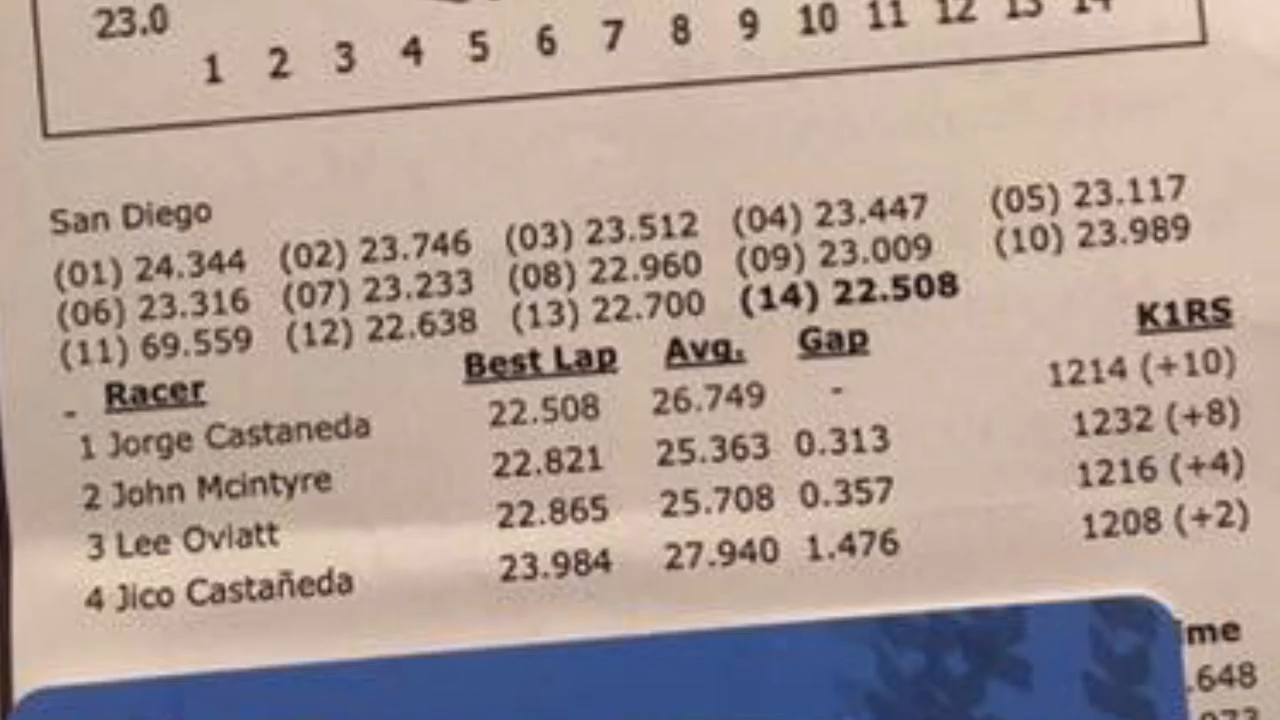 23.0
1 2 3 4 5 6 7 8 9 10 11 12 13 14
San Diego
(01) 24.344 (02) 23.746 (03) 23.512 (04) 23.447 (05) 23.117
(06) 23.316 (07) 23.233 (08) 22.960 (09) 23.009 (10) 23.989
(11) 69.559 (12) 22.638 (13) 22.700 (14) 22.508
- Racer Best Lap Avg. Gap K1RS
1 Jorge Castaneda 22.508 26.749 - 1214 (+10)
2 John Mcintyre 22.821 25.363 0.313 1232 (+8)
3 Lee Oviatt 22.865 25.708 0.357 1216 (+4)
4 Jico Castañeda 23.984 27.940 1.476 1208 (+2)
me
.648